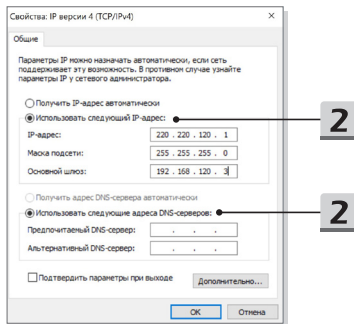 Свойства: IP версии 4 (TCP/IPv4)
Общие
Параметры IP можно назначать автоматически, если сеть
поддерживает эту возможность. В противном случае узнайте
параметры IP у сетевого администратора.
Получить IP-адрес автоматически
Использовать следующий IP-адрес:
2
IP-адрес: 220 . 220 . 120 . 1
Маска подсети: 255 . 255 . 255 . 0
Основной шлюз: 192 . 168 . 120 . 3
Получить адрес DNS-сервера автоматически
Использовать следующие адреса DNS-серверов:
2
Предпочитаемый DNS-сервер: . . .
Альтернативный DNS-сервер: . . .
Подтвердить параметры при выходе
Дополнительно...
ОК Отмена